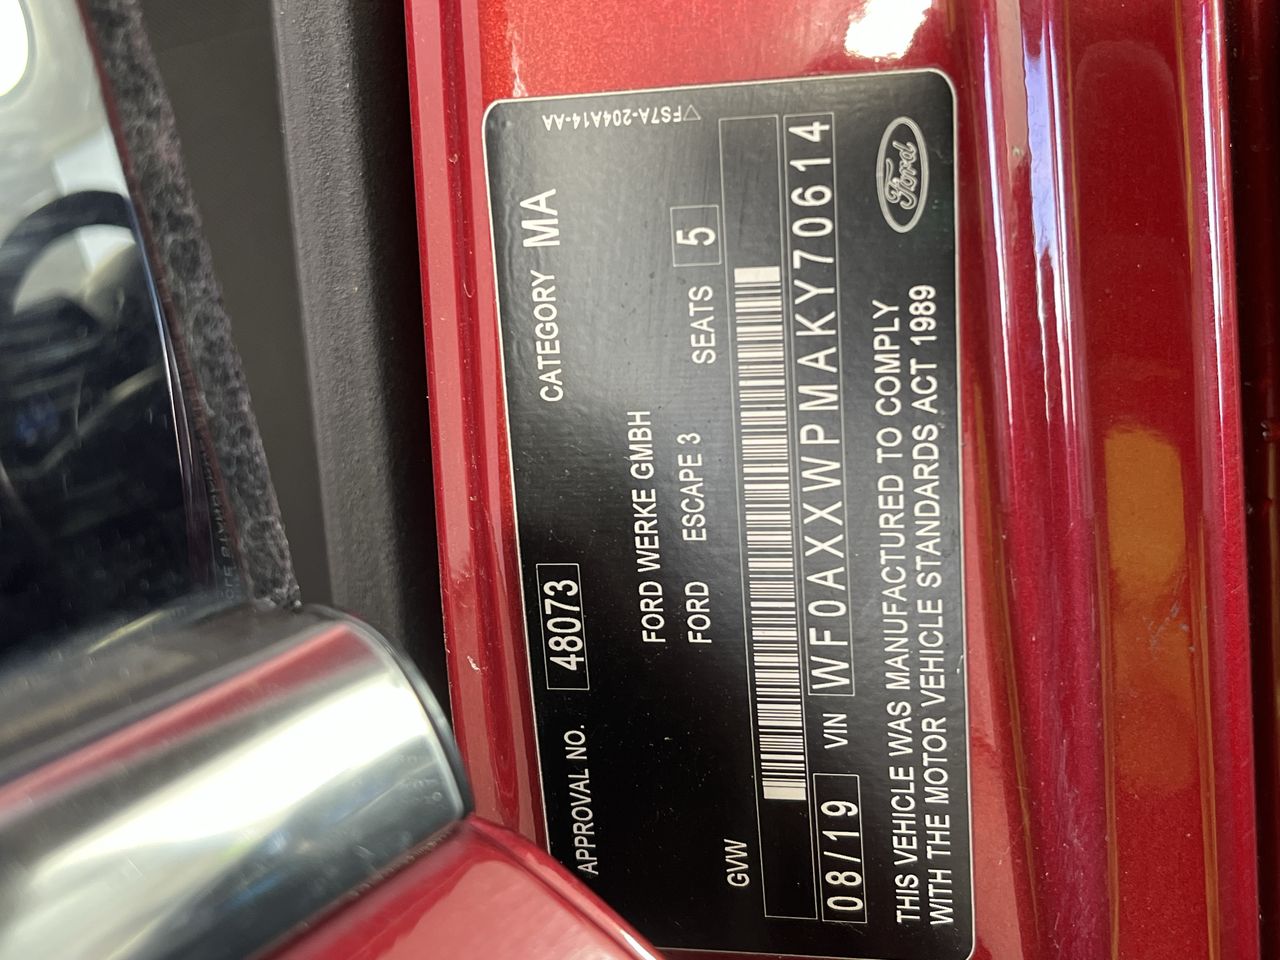 APPROVAL NO. 48073 CATEGORY MA
FORD WERKE GMBH
FORD ESCAPE 3 SEATS 5
GVW
08/19 VIN WF0AXXWPMAKY70614
THIS VEHICLE WAS MANUFACTURED TO COMPLY
WITH THE MOTOR VEHICLE STANDARDS ACT 1989
Ford
FS7A-204A14-AA